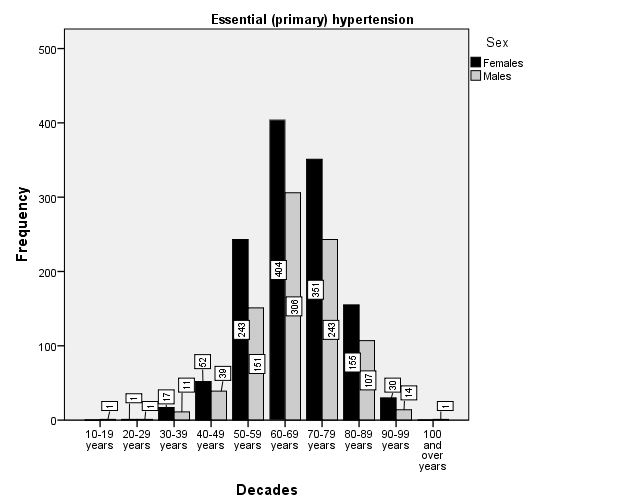 Essential (primary) hypertension
Sex
Females
Males
Frequency
500
400
300
200
100
0
1
1
1
17
11
52
39
243
151
404
306
351
243
155
107
30
14
1
10-19 years
20-29 years
30-39 years
40-49 years
50-59 years
60-69 years
70-79 years
80-89 years
90-99 years
100 and over years
Decades